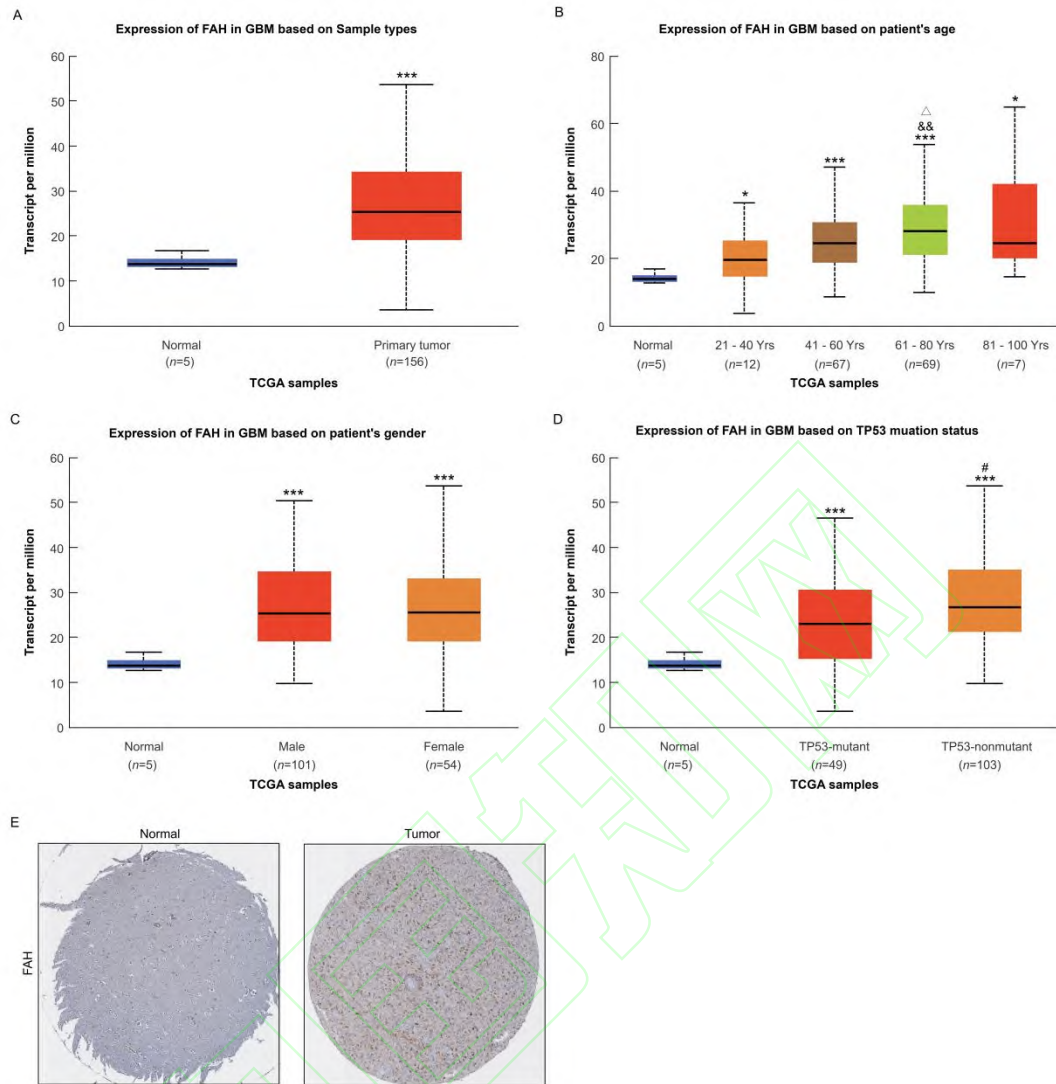 A
Expression of FAH in GBM based on Sample types
Transcript per million
60
50
40
30
20
10
0
***
Normal
(n=5)
Primary tumor
(n=156)
TCGA samples
B
Expression of FAH in GBM based on patient's age
Transcript per million
80
60
40
20
0
*
***
△
&&
***
*
Normal
(n=5)
21 - 40 Yrs
(n=12)
41 - 60 Yrs
(n=67)
61 - 80 Yrs
(n=69)
81 - 100 Yrs
(n=7)
TCGA samples
C
Expression of FAH in GBM based on patient's gender
Transcript per million
60
50
40
30
20
10
0
***
***
Normal
(n=5)
Male
(n=101)
Female
(n=54)
TCGA samples
D
Expression of FAH in GBM based on TP53 muation status
Transcript per million
60
50
40
30
20
10
0
***
#
***
Normal
(n=5)
TP53-mutant
(n=49)
TP53-nonmutant
(n=103)
TCGA samples
E
Normal
Tumor
FAH